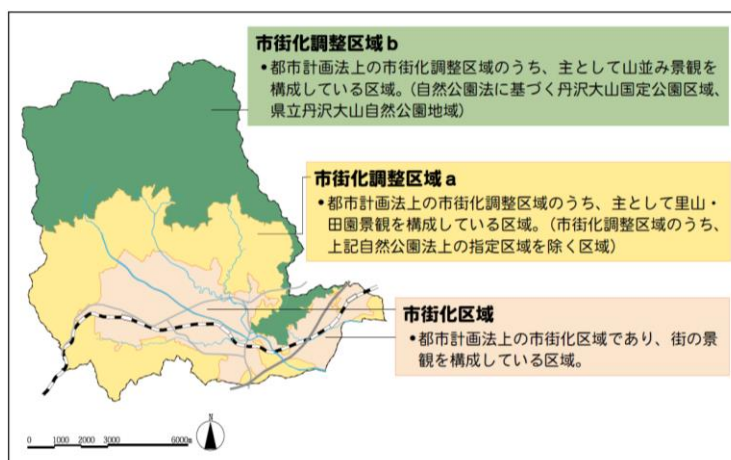 市街化調整区域b
•都市計画法上の市街化調整区域のうち、主として山並み景観を
構成している区域。(自然公園法に基づく丹沢大山国定公園区域、
県立丹沢大山自然公園地域)
市街化調整区域a
•都市計画法上の市街化調整区域のうち、主として里山・
田園景観を構成している区域。(市街化調整区域のうち、
上記自然公園法上の指定区域を除く区域)
市街化区域
•都市計画法上の市街化区域であり、街の景
観を構成している区域。
0 1000 2000 3000 6000m
N